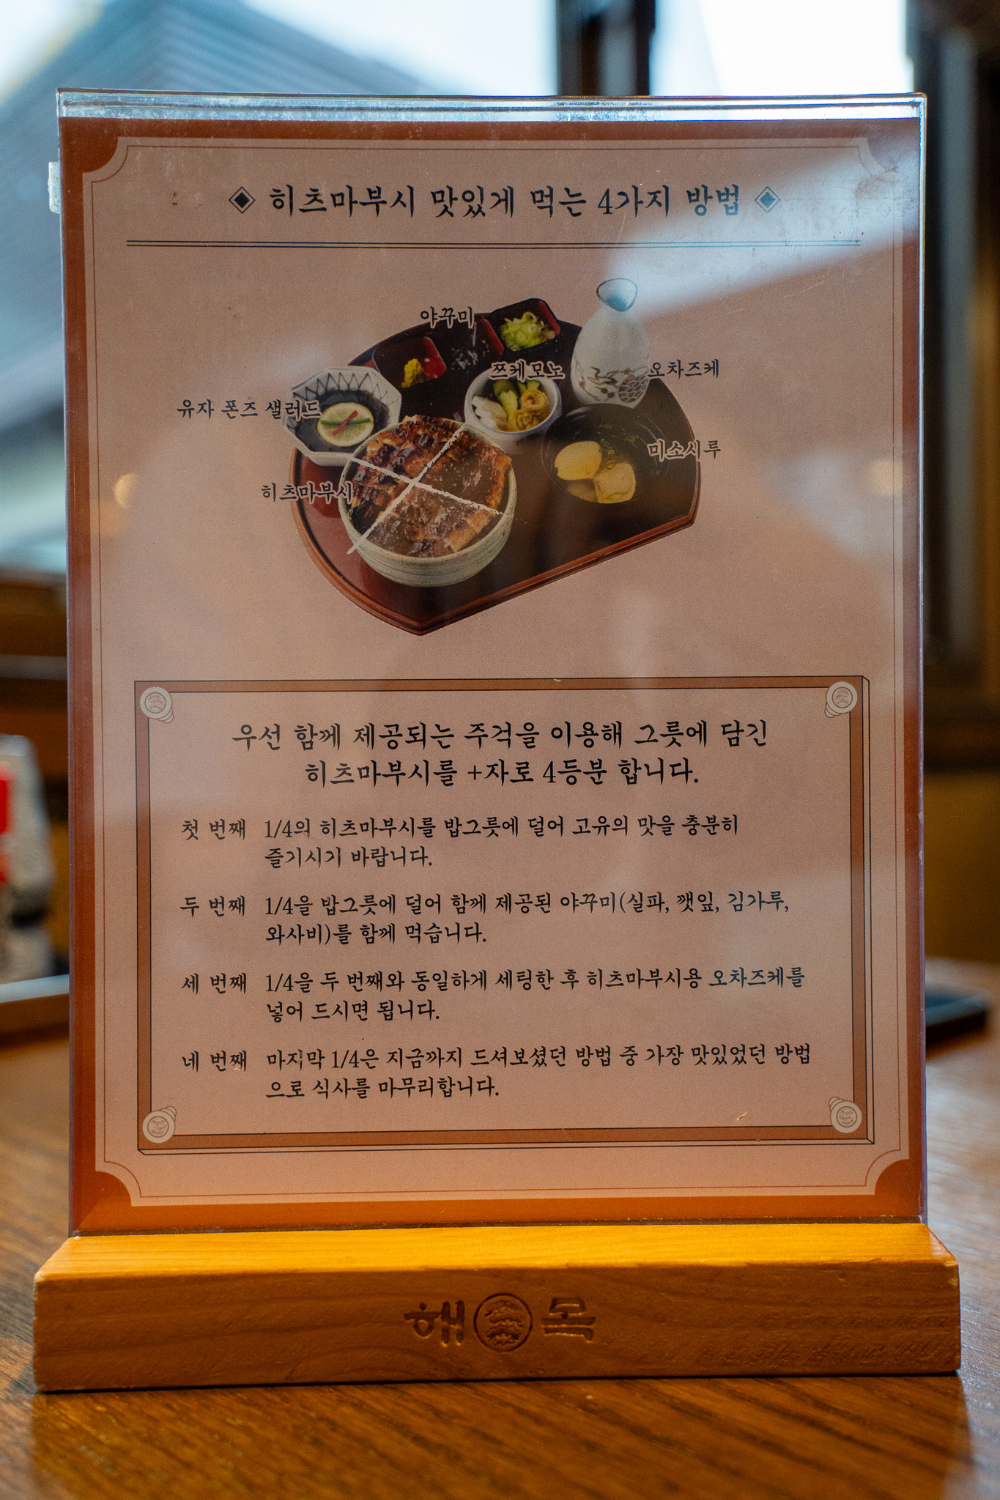 히츠마부시 맛있게 먹는 4가지 방법
야꾸미
쯔케모노
오차즈케
유자 폰즈 샐러드
미소시루
히츠마부시
우선 함께 제공되는 주걱을 이용해 그릇에 담긴
히츠마부시를 +자로 4등분 합니다.
첫 번째 1/4의 히츠마부시를 밥그릇에 덜어 고유의 맛을 충분히
즐기시기 바랍니다.
두 번째 1/4을 밥그릇에 덜어 함께 제공된 야꾸미(실파, 깻잎, 김가루,
와사비)를 함께 먹습니다.
세 번째 1/4을 두 번째와 동일하게 세팅한 후 히츠마부시용 오차즈케를
넣어 드시면 됩니다.
네 번째 마지막 1/4은 지금까지 드셔보셨던 방법 중 가장 맛있었던 방법
으로 식사를 마무리합니다.
해목